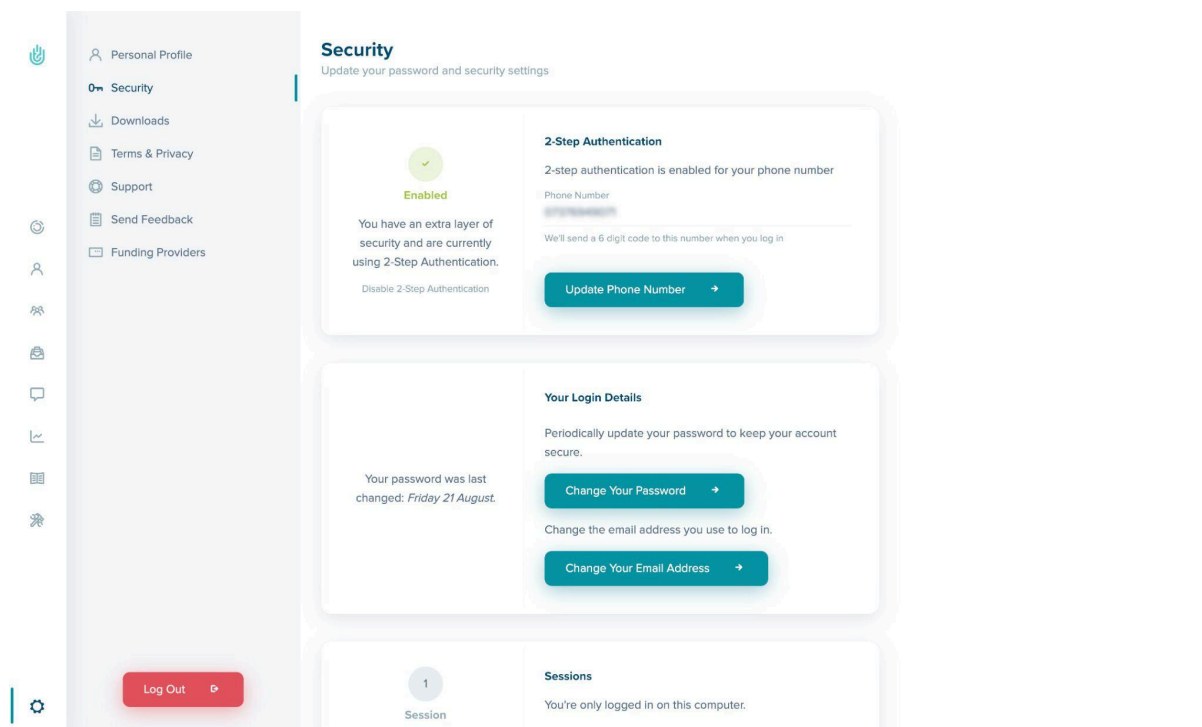 Personal Profile
Security
Downloads
Terms & Privacy
Support
Send Feedback
Funding Providers
Log Out
Security
Update your password and security settings
Enabled
You have an extra layer of
security and are currently
using 2-Step Authentication.
Disable 2-Step Authentication
2-Step Authentication
2-step authentication is enabled for your phone number
Phone Number
We'll send a 6 digit code to this number when you log in
Update Phone Number
Your password was last
changed: Friday 21 August.
Your Login Details
Periodically update your password to keep your account
secure.
Change Your Password
Change the email address you use to log in.
Change Your Email Address
1
Session
Sessions
You're only logged in on this computer.